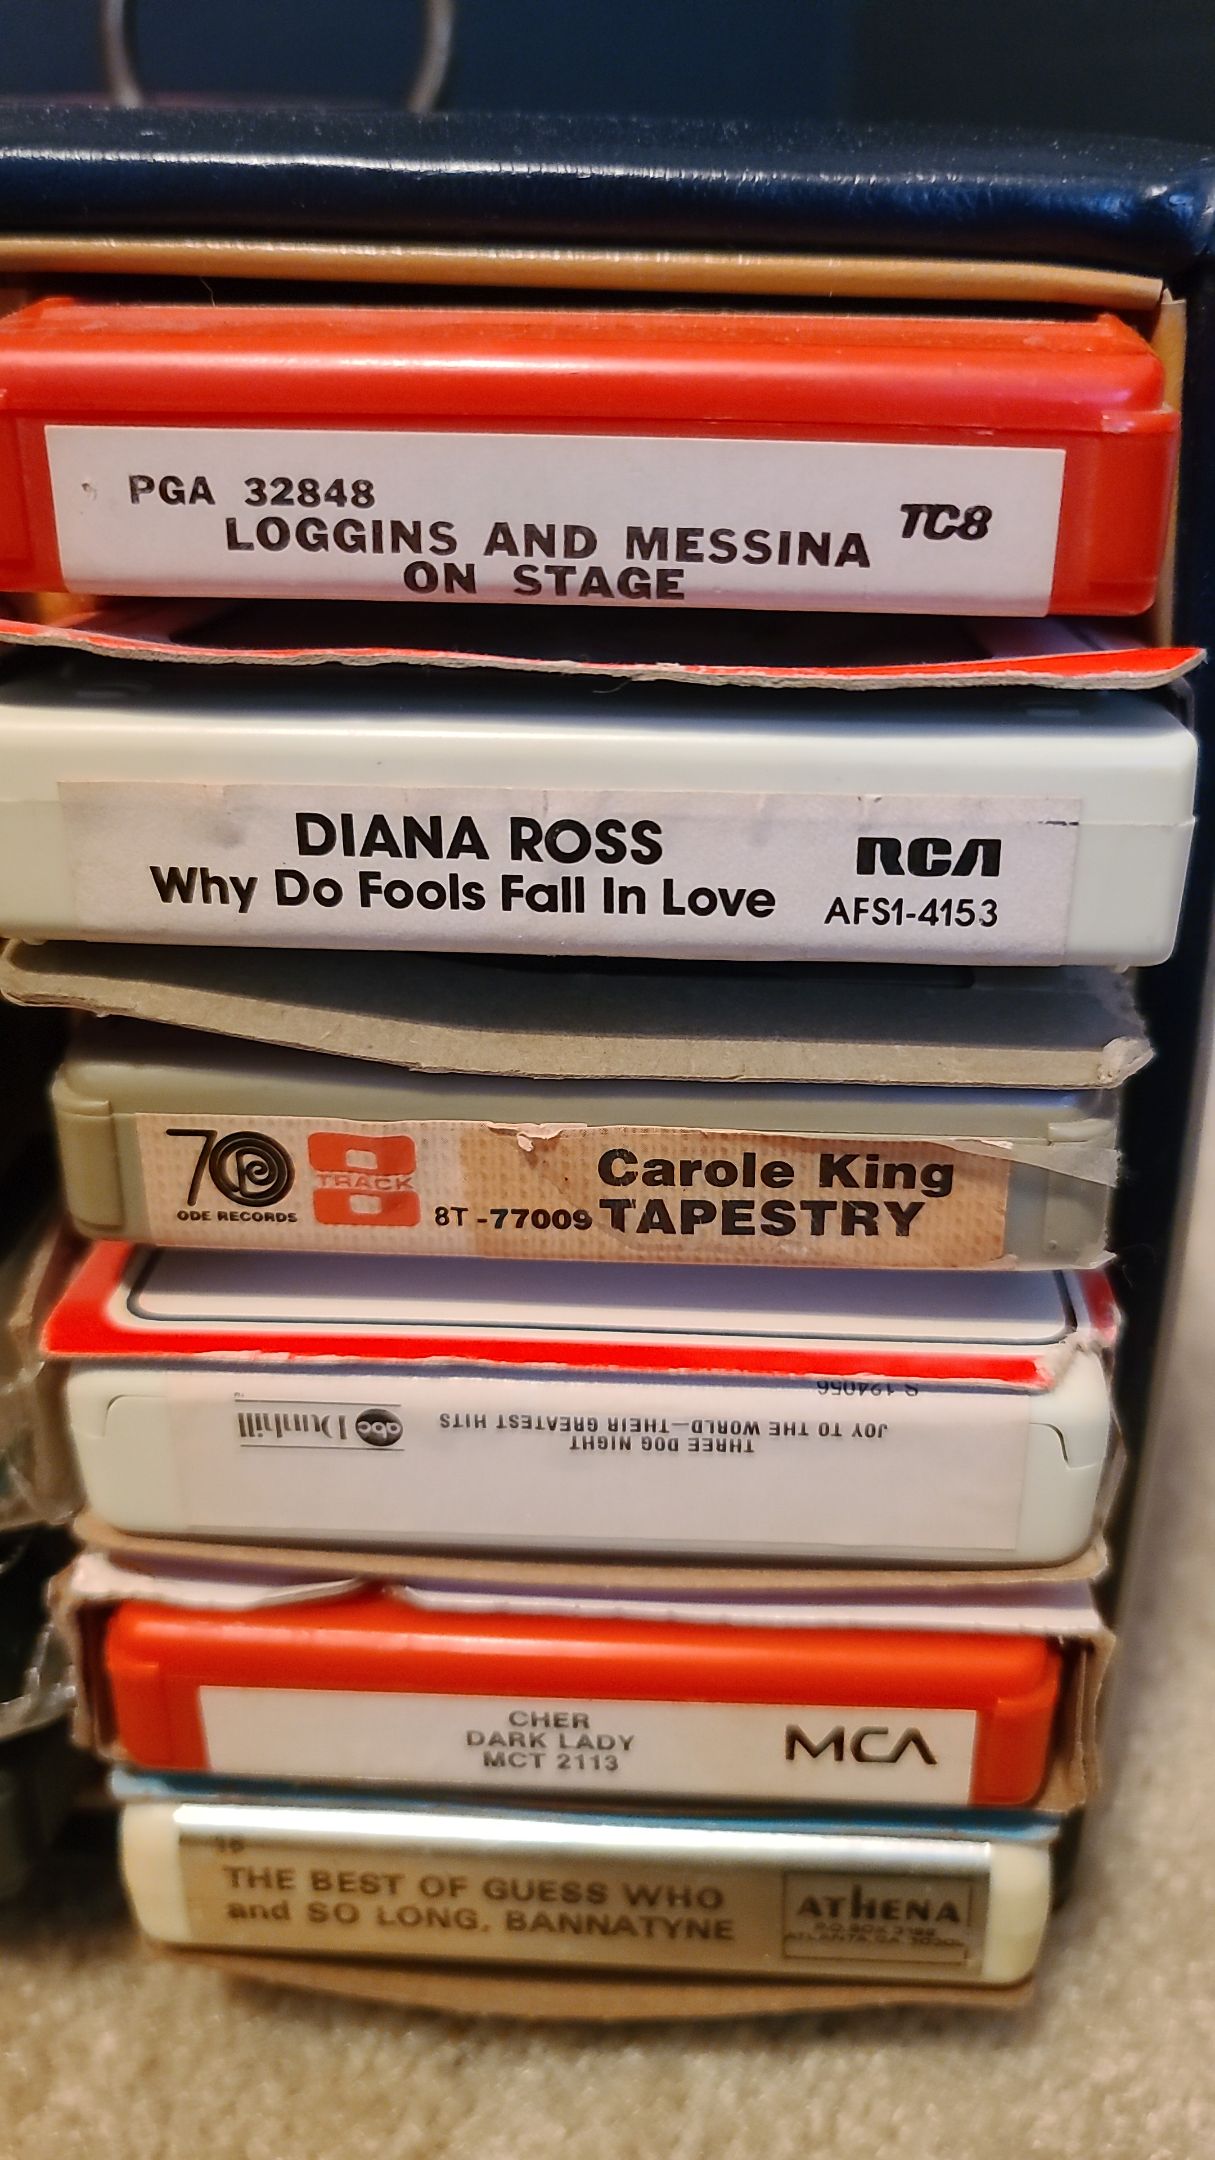 PGA 32848
LOGGINS AND MESSINA
ON STAGE
TC8
DIANA ROSS
Why Do Fools Fall In Love
RCA
AFS1-4153
70
ODE RECORDS
8
TRACK
8T-77009
Carole King
TAPESTRY
THREE DOG NIGHT
JOY TO THE WORLD—THEIR GREATEST HITS
abc Dunhill
CHER
DARK LADY
MCT 2113
MCA
THE BEST OF GUESS WHO
and SO LONG, BANNATYNE
ATHENA
P.O. BOX
ATLANTA, GA.